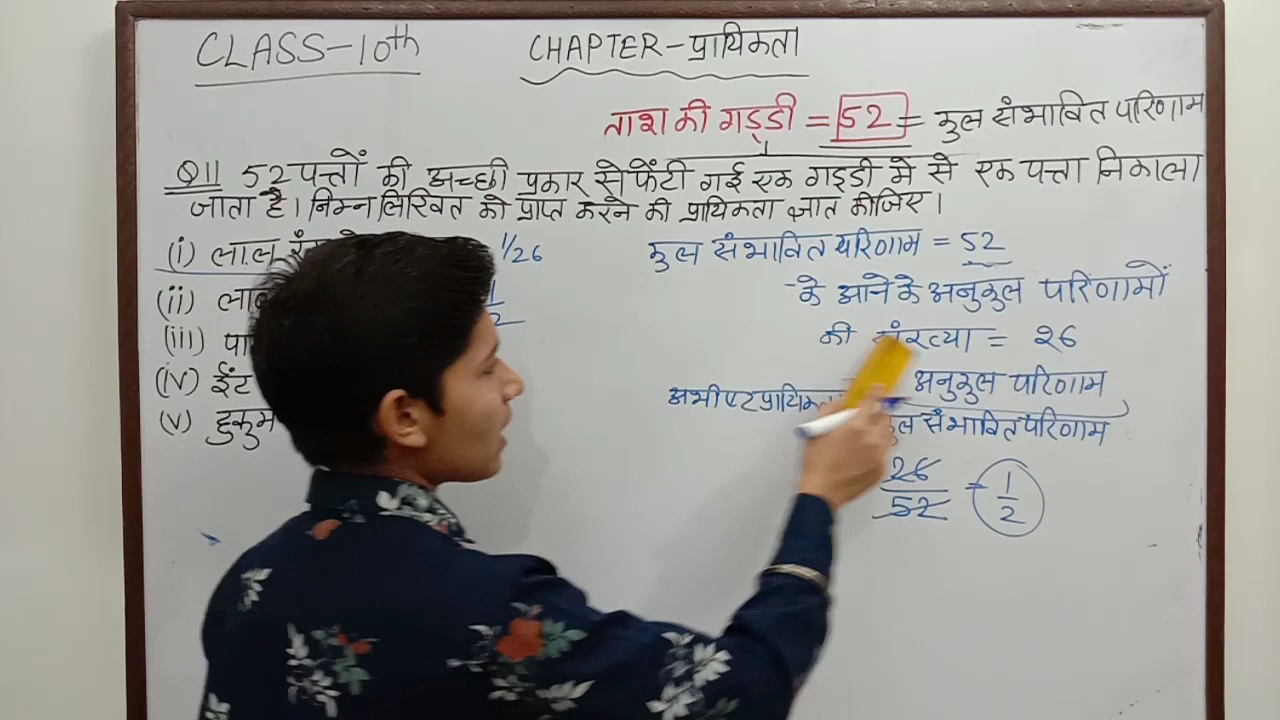 CLASS-10th CHAPTER-प्रायिकता
ताश की गड्डी = 52 = कुल संभावित परिणाम
Q11 52 पत्तों की अच्छी प्रकार से फेंटी गई एक गड्डी मे से एक पत्ता निकाला
जाता है। निम्नलिखित को प्राप्त करने की प्रायिकता ज्ञात कीजिए।
(i) लाल 1/26 कुल संभावित परिणाम = 52
(ii) के आने के अनुकुल परिणामों
(iii) की संख्या = 26
(iv) ईंट अनुकुल परिणाम
अभीष्ट
(v) हुकुम संभावित परिणाम
26/52 = 1/2